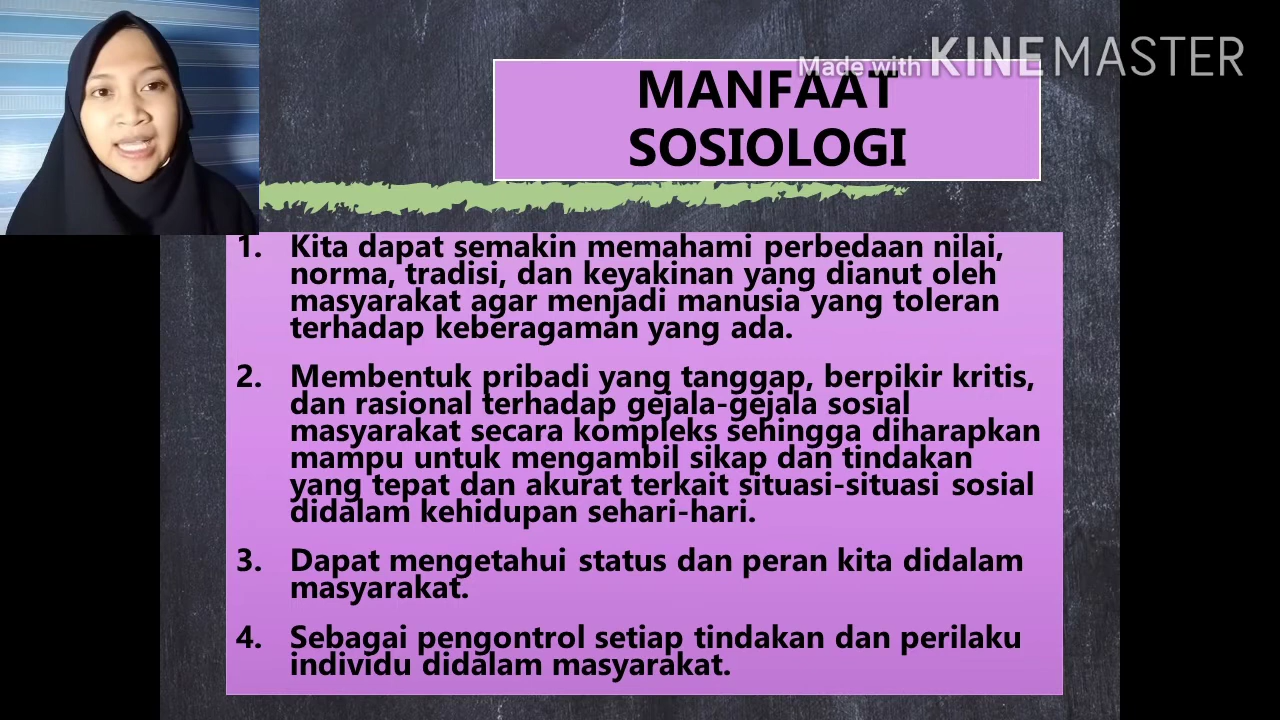 Made with KINEMASTER
MANFAAT
SOSIOLOGI
1. Kita dapat semakin memahami perbedaan nilai,
norma, tradisi, dan keyakinan yang dianut oleh
masyarakat agar menjadi manusia yang toleran
terhadap keberagaman yang ada.
2. Membentuk pribadi yang tanggap, berpikir kritis,
dan rasional terhadap gejala-gejala sosial
masyarakat secara kompleks sehingga diharapkan
mampu untuk mengambil sikap dan tindakan
yang tepat dan akurat terkait situasi-situasi sosial
didalam kehidupan sehari-hari.
3. Dapat mengetahui status dan peran kita didalam
masyarakat.
4. Sebagai pengontrol setiap tindakan dan perilaku
individu didalam masyarakat.